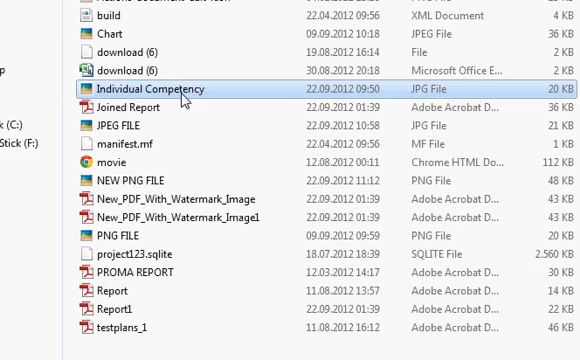 build 22.04.2012 09:56 XML Document 4 KB
Chart 09.09.2012 10:18 JPEG File 36 KB
download (6) 19.08.2012 16:14 File 2 KB
download (6) 30.08.2012 20:18 Microsoft Office E... 2 KB
Individual Competency 22.09.2012 09:50 JPG File 20 KB
Joined Report 22.09.2012 01:39 Adobe Acrobat D... 36 KB
k (C:) JPEG FILE 22.09.2012 10:58 JPG File 21 KB
Stick (F:) manifest.mf 22.04.2012 09:56 MF File 1 KB
movie 12.08.2012 00:11 Chrome HTML Do... 112 KB
NEW PNG FILE 22.09.2012 11:12 PNG File 48 KB
New_PDF_With_Watermark_Image 22.09.2012 01:39 Adobe Acrobat D... 43 KB
New_PDF_With_Watermark_Image1 22.09.2012 01:39 Adobe Acrobat D... 43 KB
PNG FILE 09.09.2012 09:59 PNG File 20 KB
project123.sqlite 18.07.2012 18:39 SQLITE File 2.560 KB
PROMA REPORT 12.03.2012 14:17 Adobe Acrobat D... 30 KB
Report 11.08.2012 13:57 Adobe Acrobat D... 14 KB
Report1 22.09.2012 01:39 Adobe Acrobat D... 22 KB
testplans_1 11.08.2012 16:12 Adobe Acrobat D... 46 KB